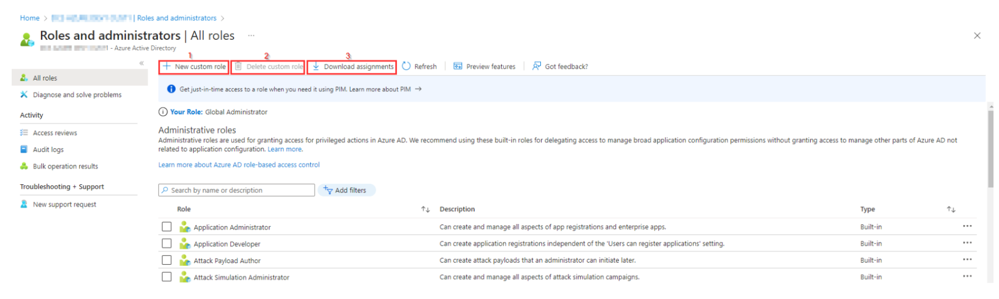 Home > | Roles and administrators >
Roles and administrators | All roles ...
- Azure Active Directory
1 2 3
«
+ New custom role Delete custom role Download assignments Refresh | Preview features | Got feedback?
All roles
Diagnose and solve problems
Activity
Access reviews
Audit logs
Bulk operation results
Troubleshooting + Support
New support request
Get just-in-time access to a role when you need it using PIM. Learn more about PIM →
Your Role: Global Administrator
Administrative roles
Administrative roles are used for granting access for privileged actions in Azure AD. We recommend using these built-in roles for delegating access to manage broad application configuration permissions without granting access to manage other parts of Azure AD not
related to application configuration. Learn more.
Learn more about Azure AD role-based access control
Search by name or description Add filters
Role ↑↓ Description Type ↑↓
Application Administrator Can create and manage all aspects of app registrations and enterprise apps. Built-in ...
Application Developer Can create application registrations independent of the 'Users can register applications' setting. Built-in ...
Attack Payload Author Can create attack payloads that an administrator can initiate later. Built-in ...
Attack Simulation Administrator Can create and manage all aspects of attack simulation campaigns. Built-in ...